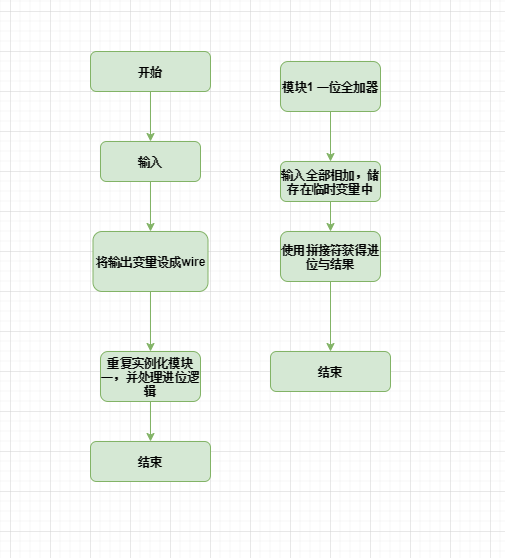 开始
输入
将输出变量设成wire
重复实例化模块
一，并处理进位逻
辑
结束
模块1 一位全加器
输入全部相加，储
存在临时变量中
使用拼接符获得进
位与结果
结束